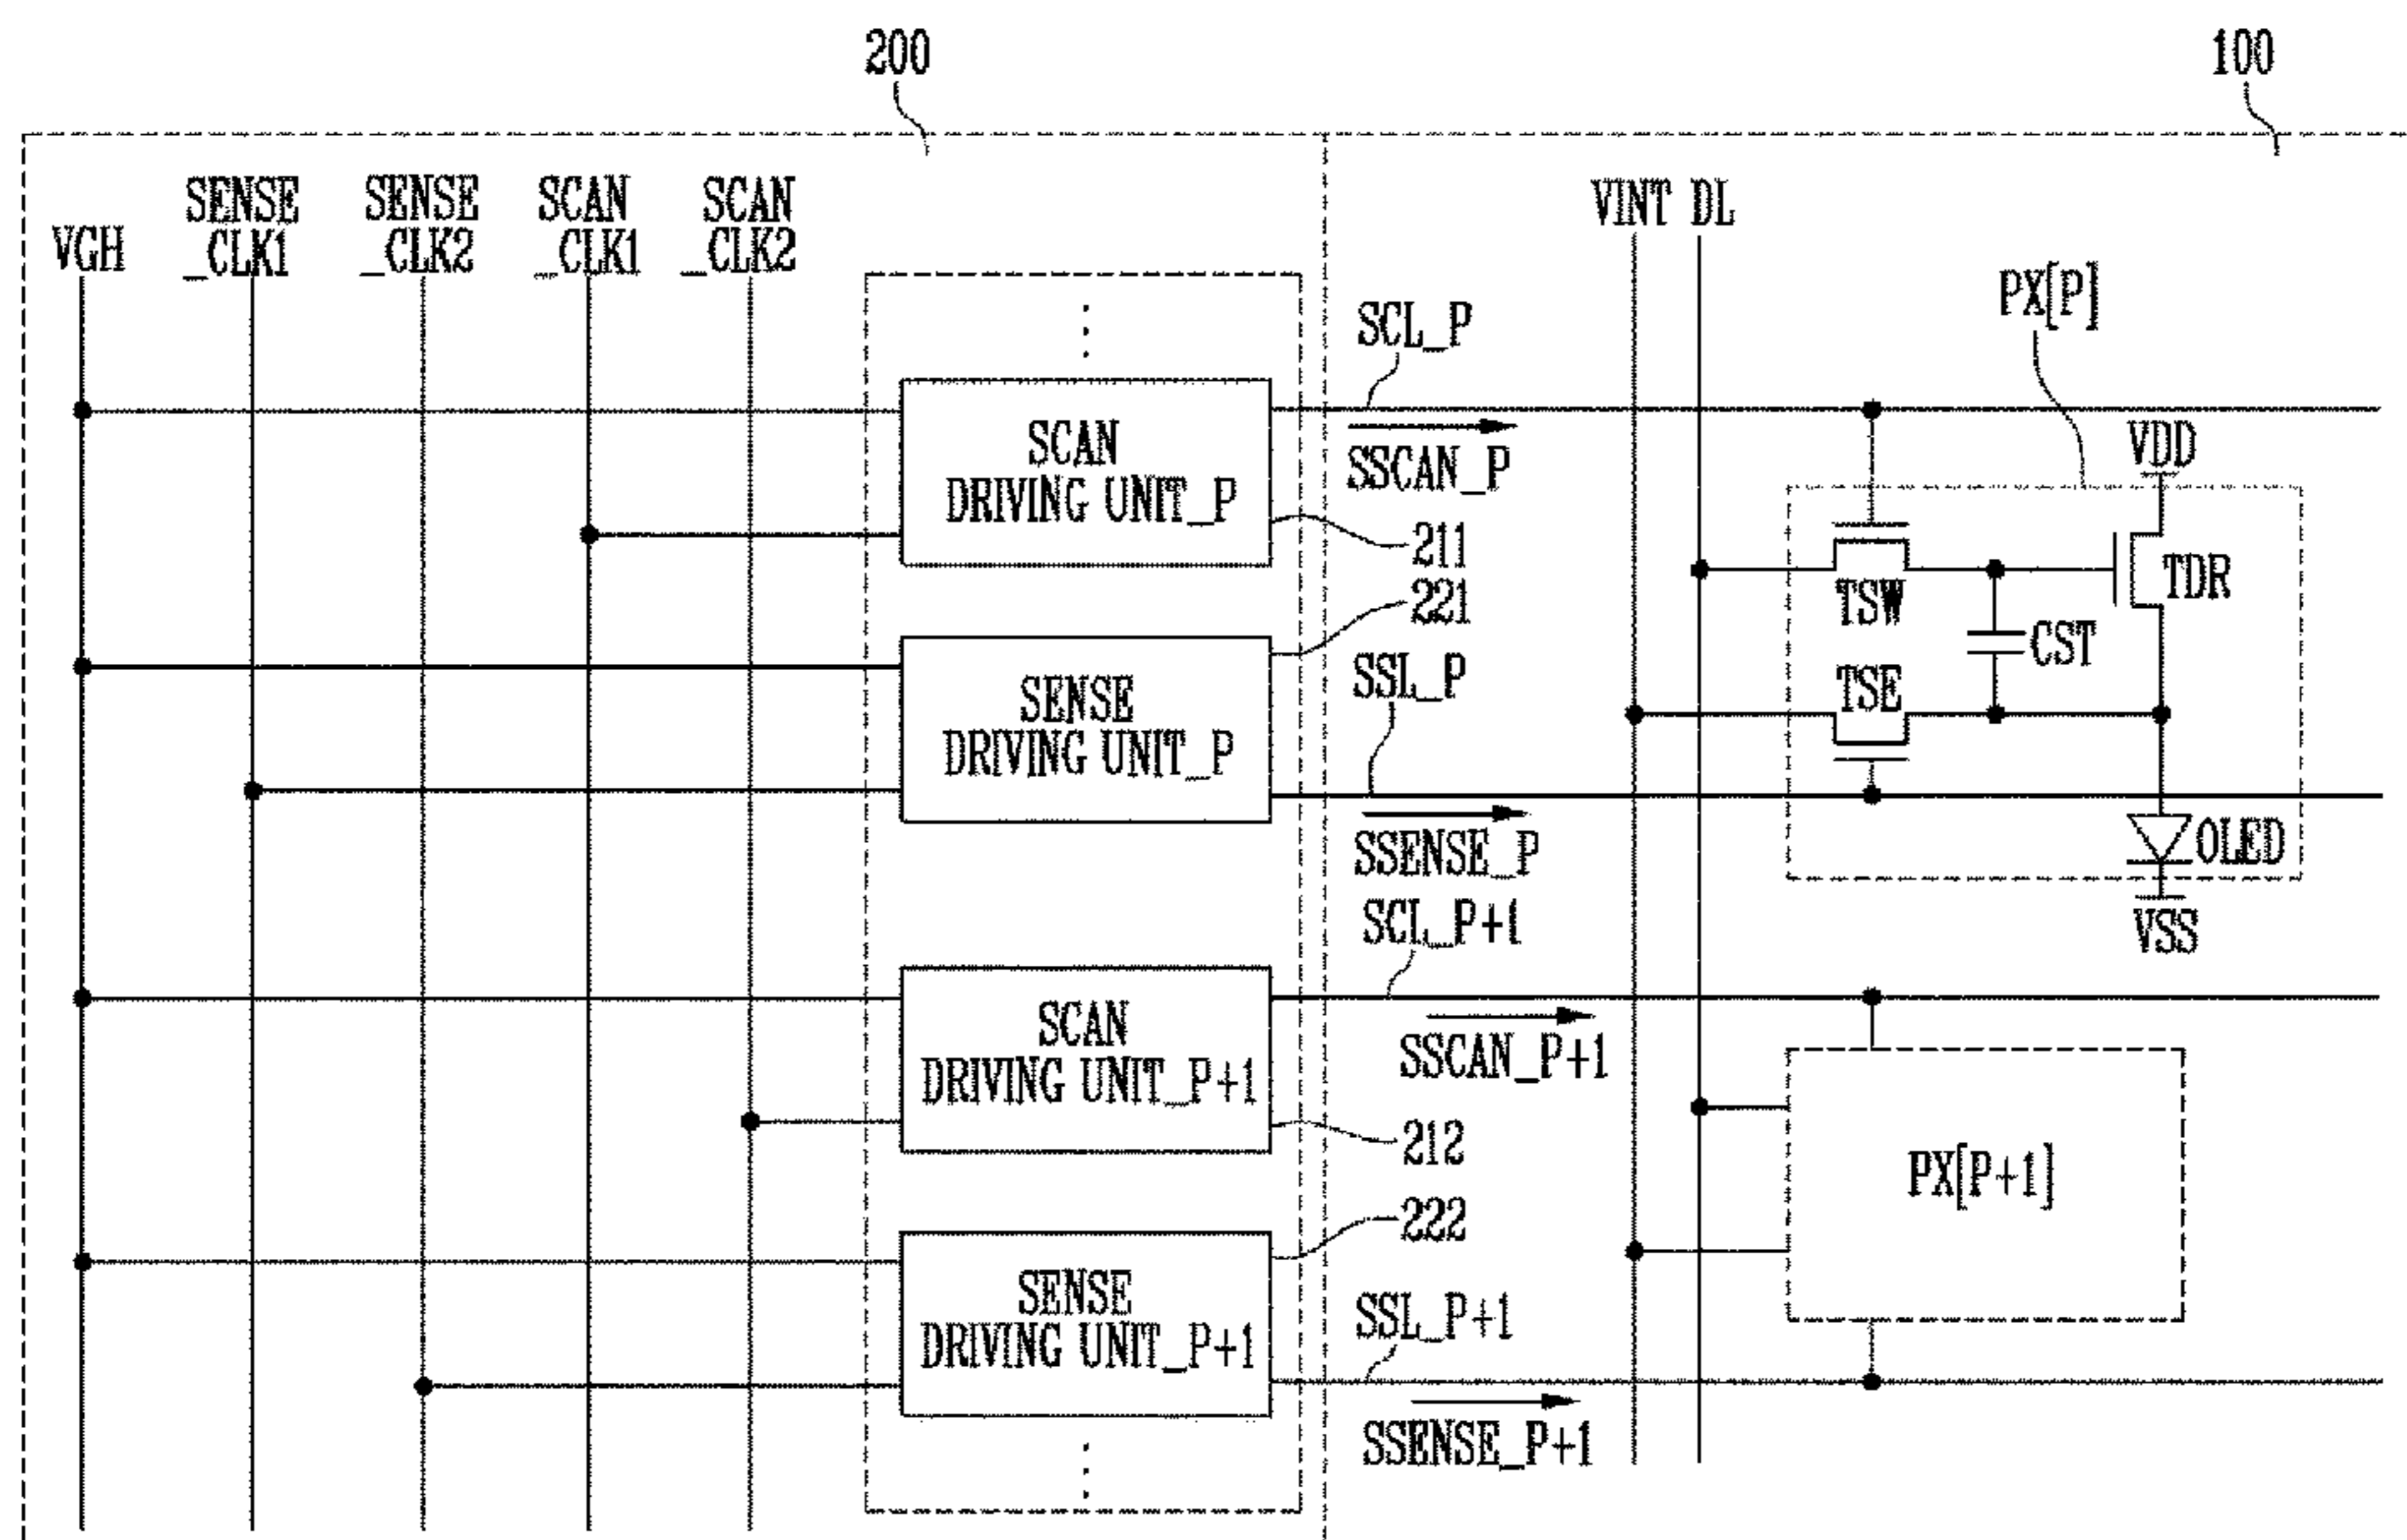 200
100
VGH
SENSE
_CLK1
SENSE
_CLK2
SCAN
_CLK1
SCAN
_CLK2
VINT
DL
PX[P]
SCL_P
SSCAN_P
SCAN
DRIVING UNIT_P
211
VDD
TSW
TDR
CST
221
SENSE
DRIVING UNIT_P
SSL_P
TSE
SSENSE_P
OLED
VSS
SCL_P+1
SCAN
DRIVING UNIT_P+1
SSCAN_P+1
212
PX[P+1]
222
SENSE
DRIVING UNIT_P+1
SSL_P+1
SSENSE_P+1